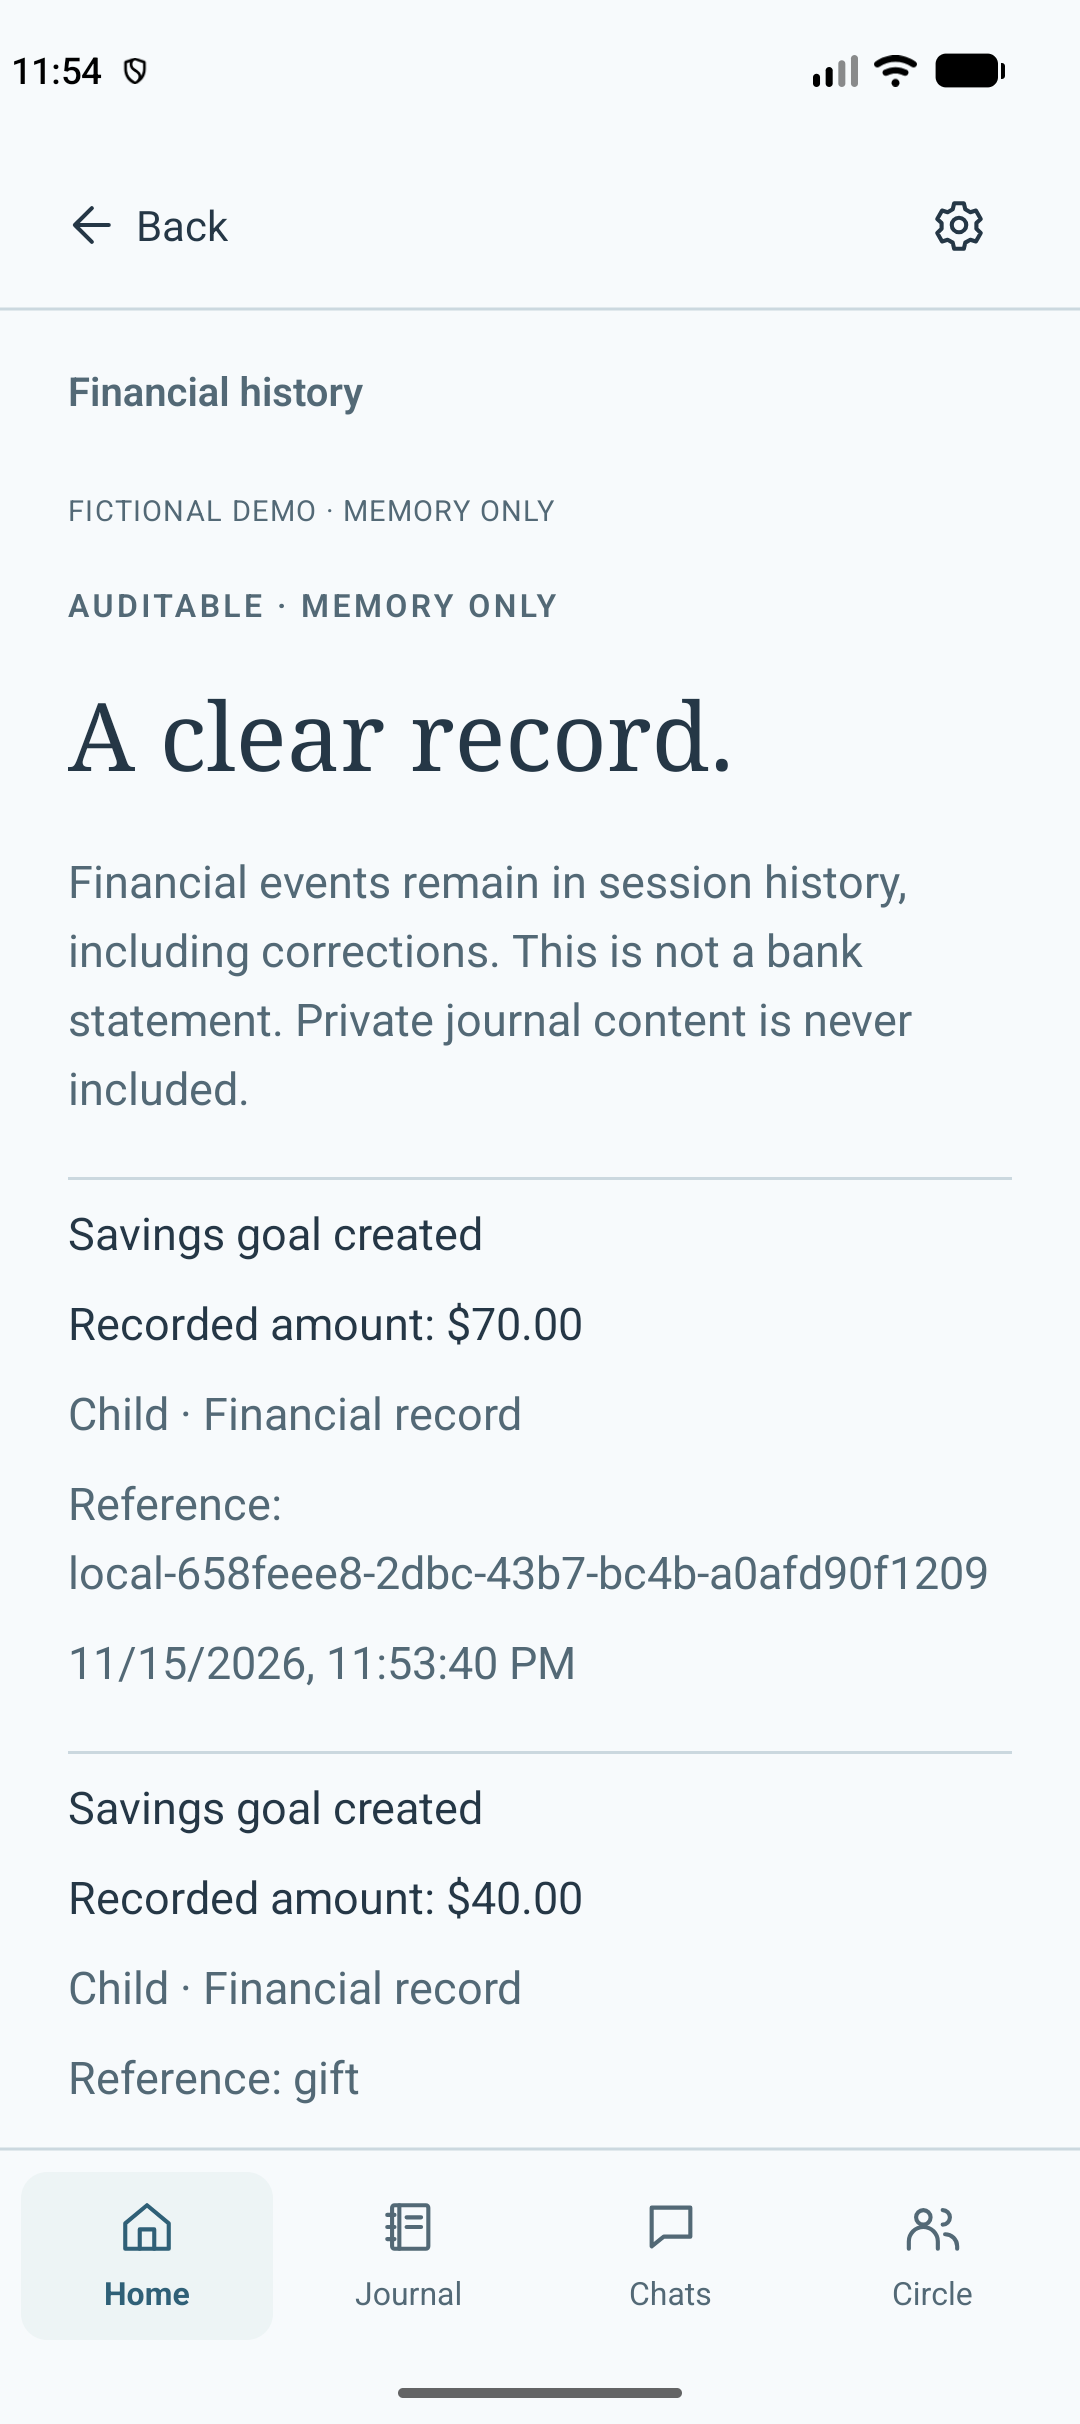 11:54
Back
Financial history
FICTIONAL DEMO · MEMORY ONLY
AUDITABLE · MEMORY ONLY
A clear record.
Financial events remain in session history,
including corrections. This is not a bank
statement. Private journal content is never
included.
Savings goal created
Recorded amount: $70.00
Child · Financial record
Reference:
local-658feee8-2dbc-43b7-bc4b-a0afd90f1209
11/15/2026, 11:53:40 PM
Savings goal created
Recorded amount: $40.00
Child · Financial record
Reference: gift
Home
Journal
Chats
Circle